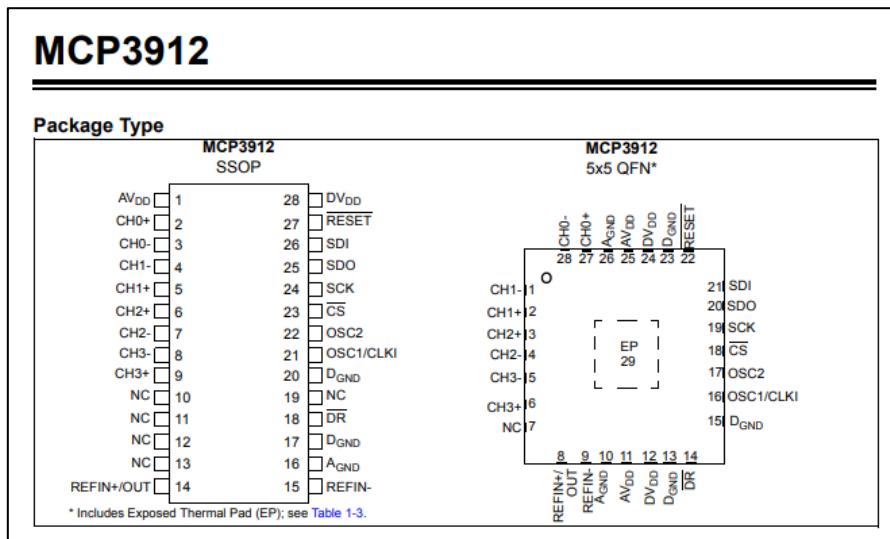 MCP3912
Package Type
MCP3912
SSOP
AVDD 1
CH0+ 2
CH0- 3
CH1- 4
CH1+ 5
CH2+ 6
CH2- 7
CH3- 8
CH3+ 9
NC 10
NC 11
NC 12
NC 13
REFIN+/OUT 14
28 DVDD
27 RESET
26 SDI
25 SDO
24 SCK
23 CS
22 OSC2
21 OSC1/CLKI
20 DGND
19 NC
18 DR
17 DGND
16 AGND
15 REFIN-
MCP3912
5x5 QFN*
CH0- 28
CH0+ 27
AGND 26
AVDD 25
DVDD 24
DGND 23
RESET 22
CH1- 1
CH1+ 2
CH2+ 3
CH2- 4
CH3- 5
CH3+ 6
NC 7
EP
29
21 SDI
20 SDO
19 SCK
18 CS
17 OSC2
16 OSC1/CLKI
15 DGND
8 REFIN+/
OUT
9 REFIN-
10 AGND
11 AVDD
12 DVDD
13 DGND
14 DR
* Includes Exposed Thermal Pad (EP); see Table 1-3.